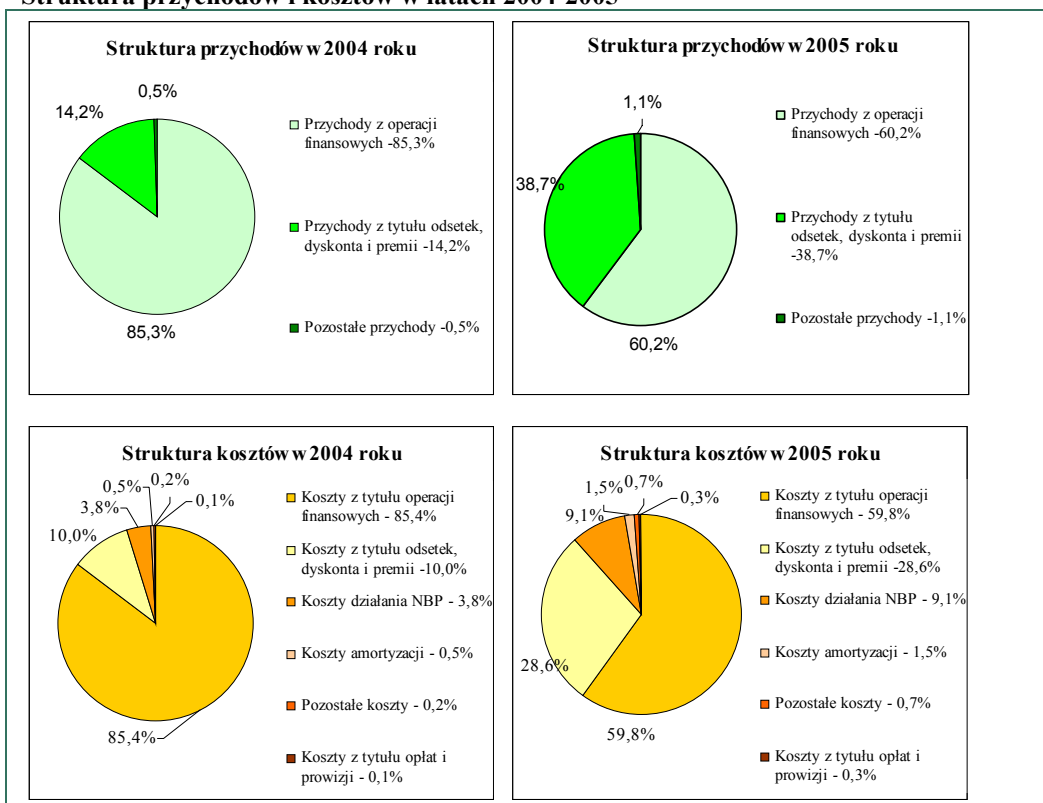 Struktura przychodów i kosztów w latach 2004-2005
Struktura przychodów w 2004 roku
0,5%
14,2%
85,3%
Przychody z operacji
finansowych -85,3%
Przychody z tytułu odsetek,
dyskonta i premii -14,2%
Pozostałe przychody -0,5%
Struktura przychodów w 2005 roku
1,1%
38,7%
60,2%
Przychody z operacji
finansowych -60,2%
Przychody z tytułu
odsetek, dyskonta i premii
-38,7%
Pozostałe przychody -1,1%
Struktura kosztów w 2004 roku
0,5%
0,2%
0,1%
3,8%
10,0%
85,4%
Koszty z tytułu operacji
finansowych - 85,4%
Koszty z tytułu odsetek,
dyskonta i premii -10,0%
Koszty działania NBP - 3,8%
Koszty amortyzacji - 0,5%
Pozostałe koszty - 0,2%
Koszty z tytułu opłat i
prowizji - 0,1%
Struktura kosztów w 2005 roku
1,5%
0,7%
0,3%
9,1%
28,6%
59,8%
Koszty z tytułu operacji
finansowych - 59,8%
Koszty z tytułu odsetek,
dyskonta i premii -28,6%
Koszty działania NBP - 9,1%
Koszty amortyzacji - 1,5%
Pozostałe koszty - 0,7%
Koszty z tytułu opłat i
prowizji - 0,3%